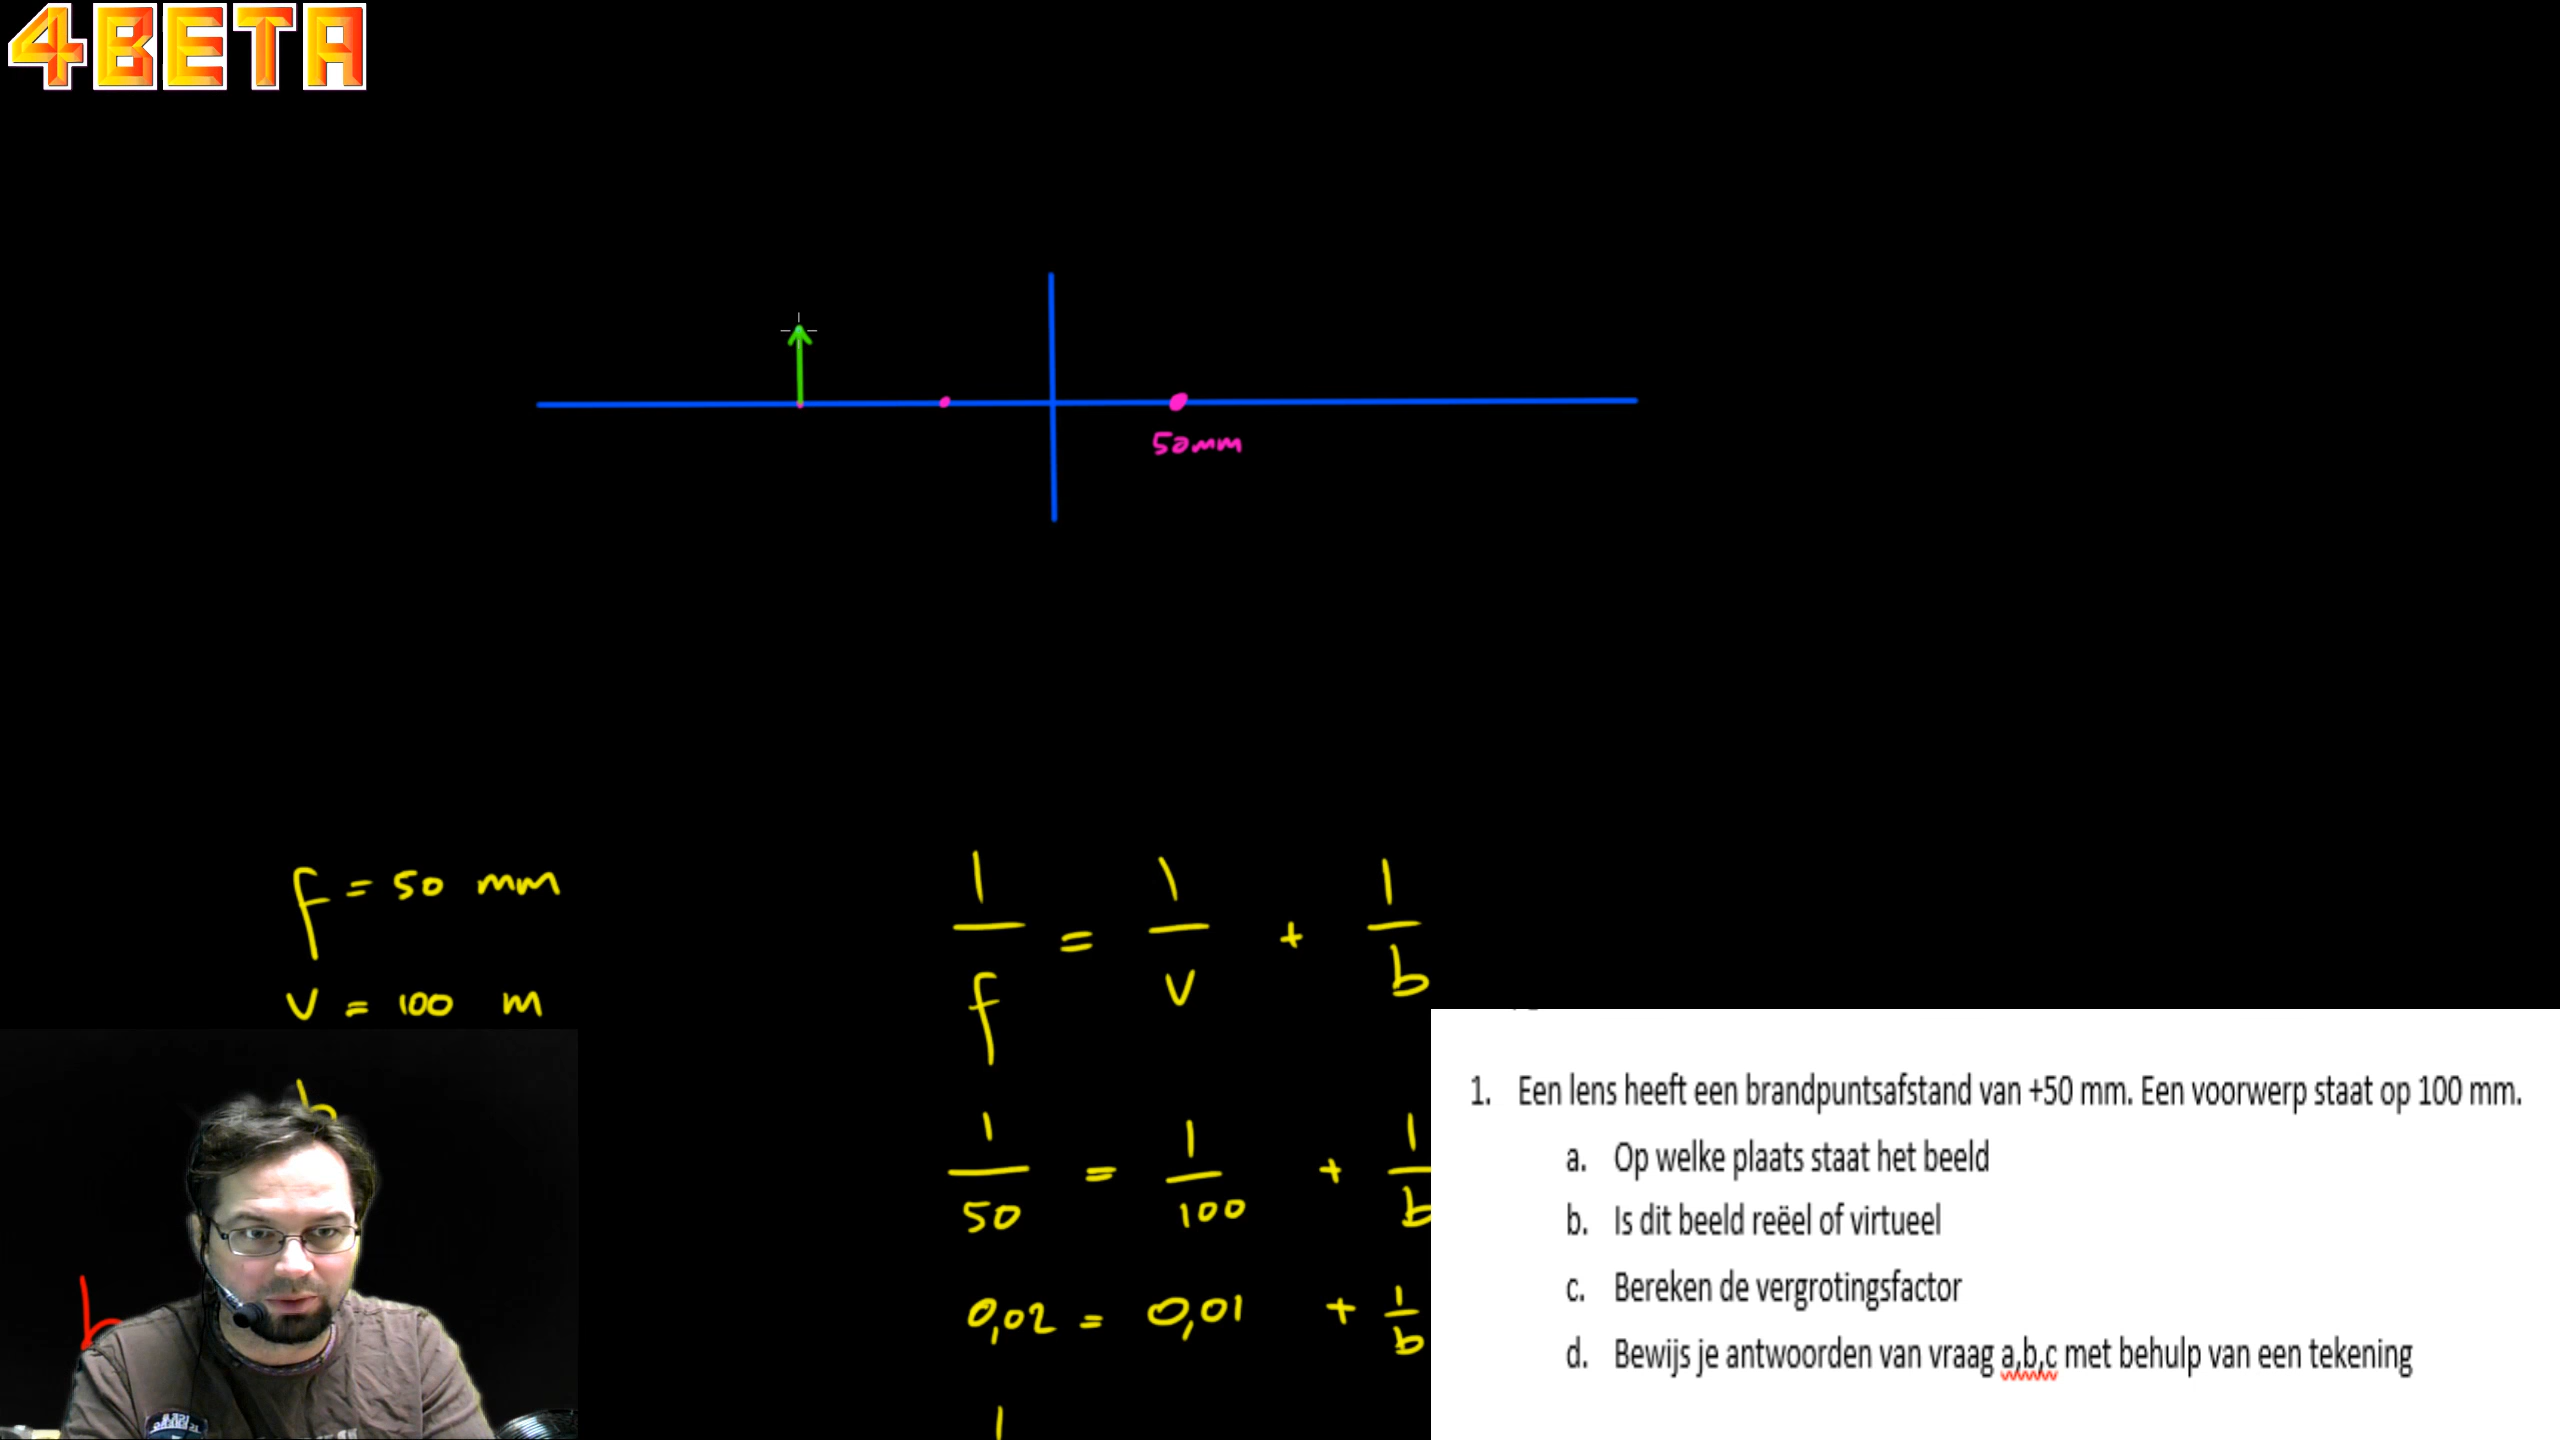 4BETA
50mm
f = 50 mm
v = 100 m
b
b
1/f = 1/v + 1/b
1/50 = 1/100 + 1/b
0,02 = 0,01 + 1/b
1
1. Een lens heeft een brandpuntsafstand van +50 mm. Een voorwerp staat op 100 mm.
a. Op welke plaats staat het beeld
b. Is dit beeld reëel of virtueel
c. Bereken de vergrotingsfactor
d. Bewijs je antwoorden van vraag a,b,c met behulp van een tekening